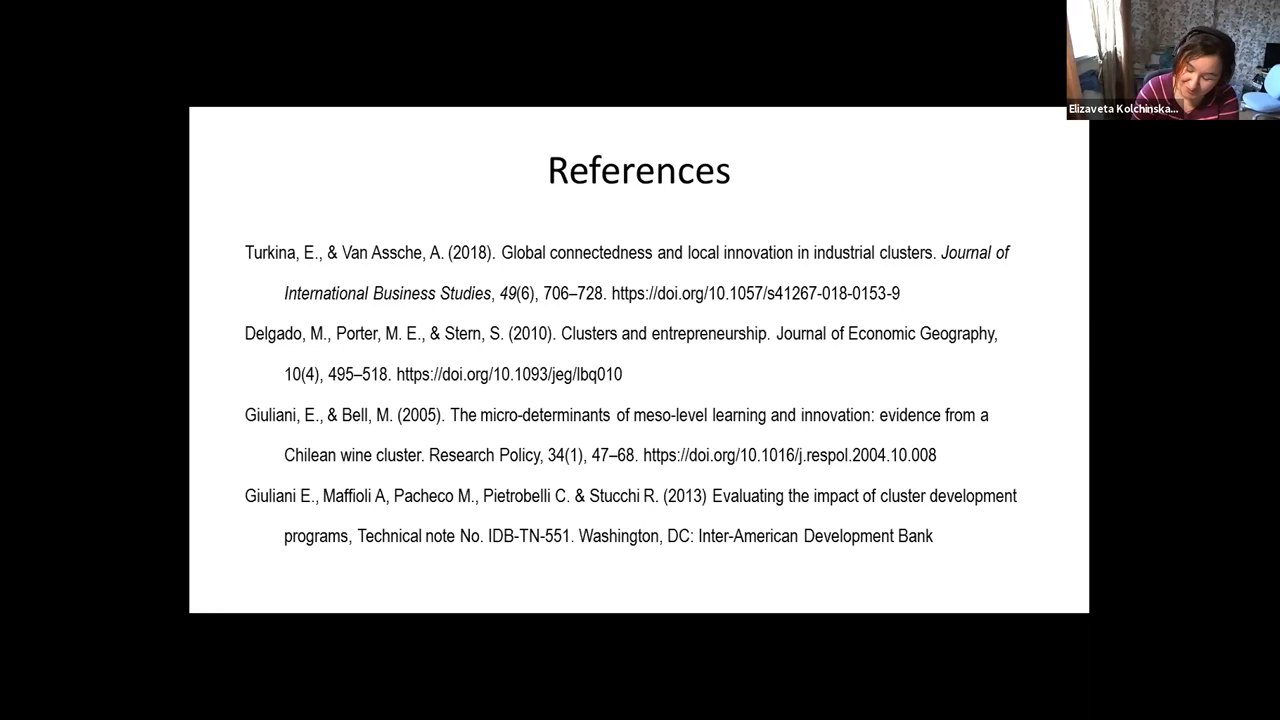 Elizaveta Kolchinska...
References
Turkina, E., & Van Assche, A. (2018). Global connectedness and local innovation in industrial clusters. Journal of
International Business Studies, 49(6), 706–728. https://doi.org/10.1057/s41267-018-0153-9
Delgado, M., Porter, M. E., & Stern, S. (2010). Clusters and entrepreneurship. Journal of Economic Geography,
10(4), 495–518. https://doi.org/10.1093/jeg/lbq010
Giuliani, E., & Bell, M. (2005). The micro-determinants of meso-level learning and innovation: evidence from a
Chilean wine cluster. Research Policy, 34(1), 47–68. https://doi.org/10.1016/j.respol.2004.10.008
Giuliani E., Maffioli A, Pacheco M., Pietrobelli C. & Stucchi R. (2013) Evaluating the impact of cluster development
programs, Technical note No. IDB-TN-551. Washington, DC: Inter-American Development Bank